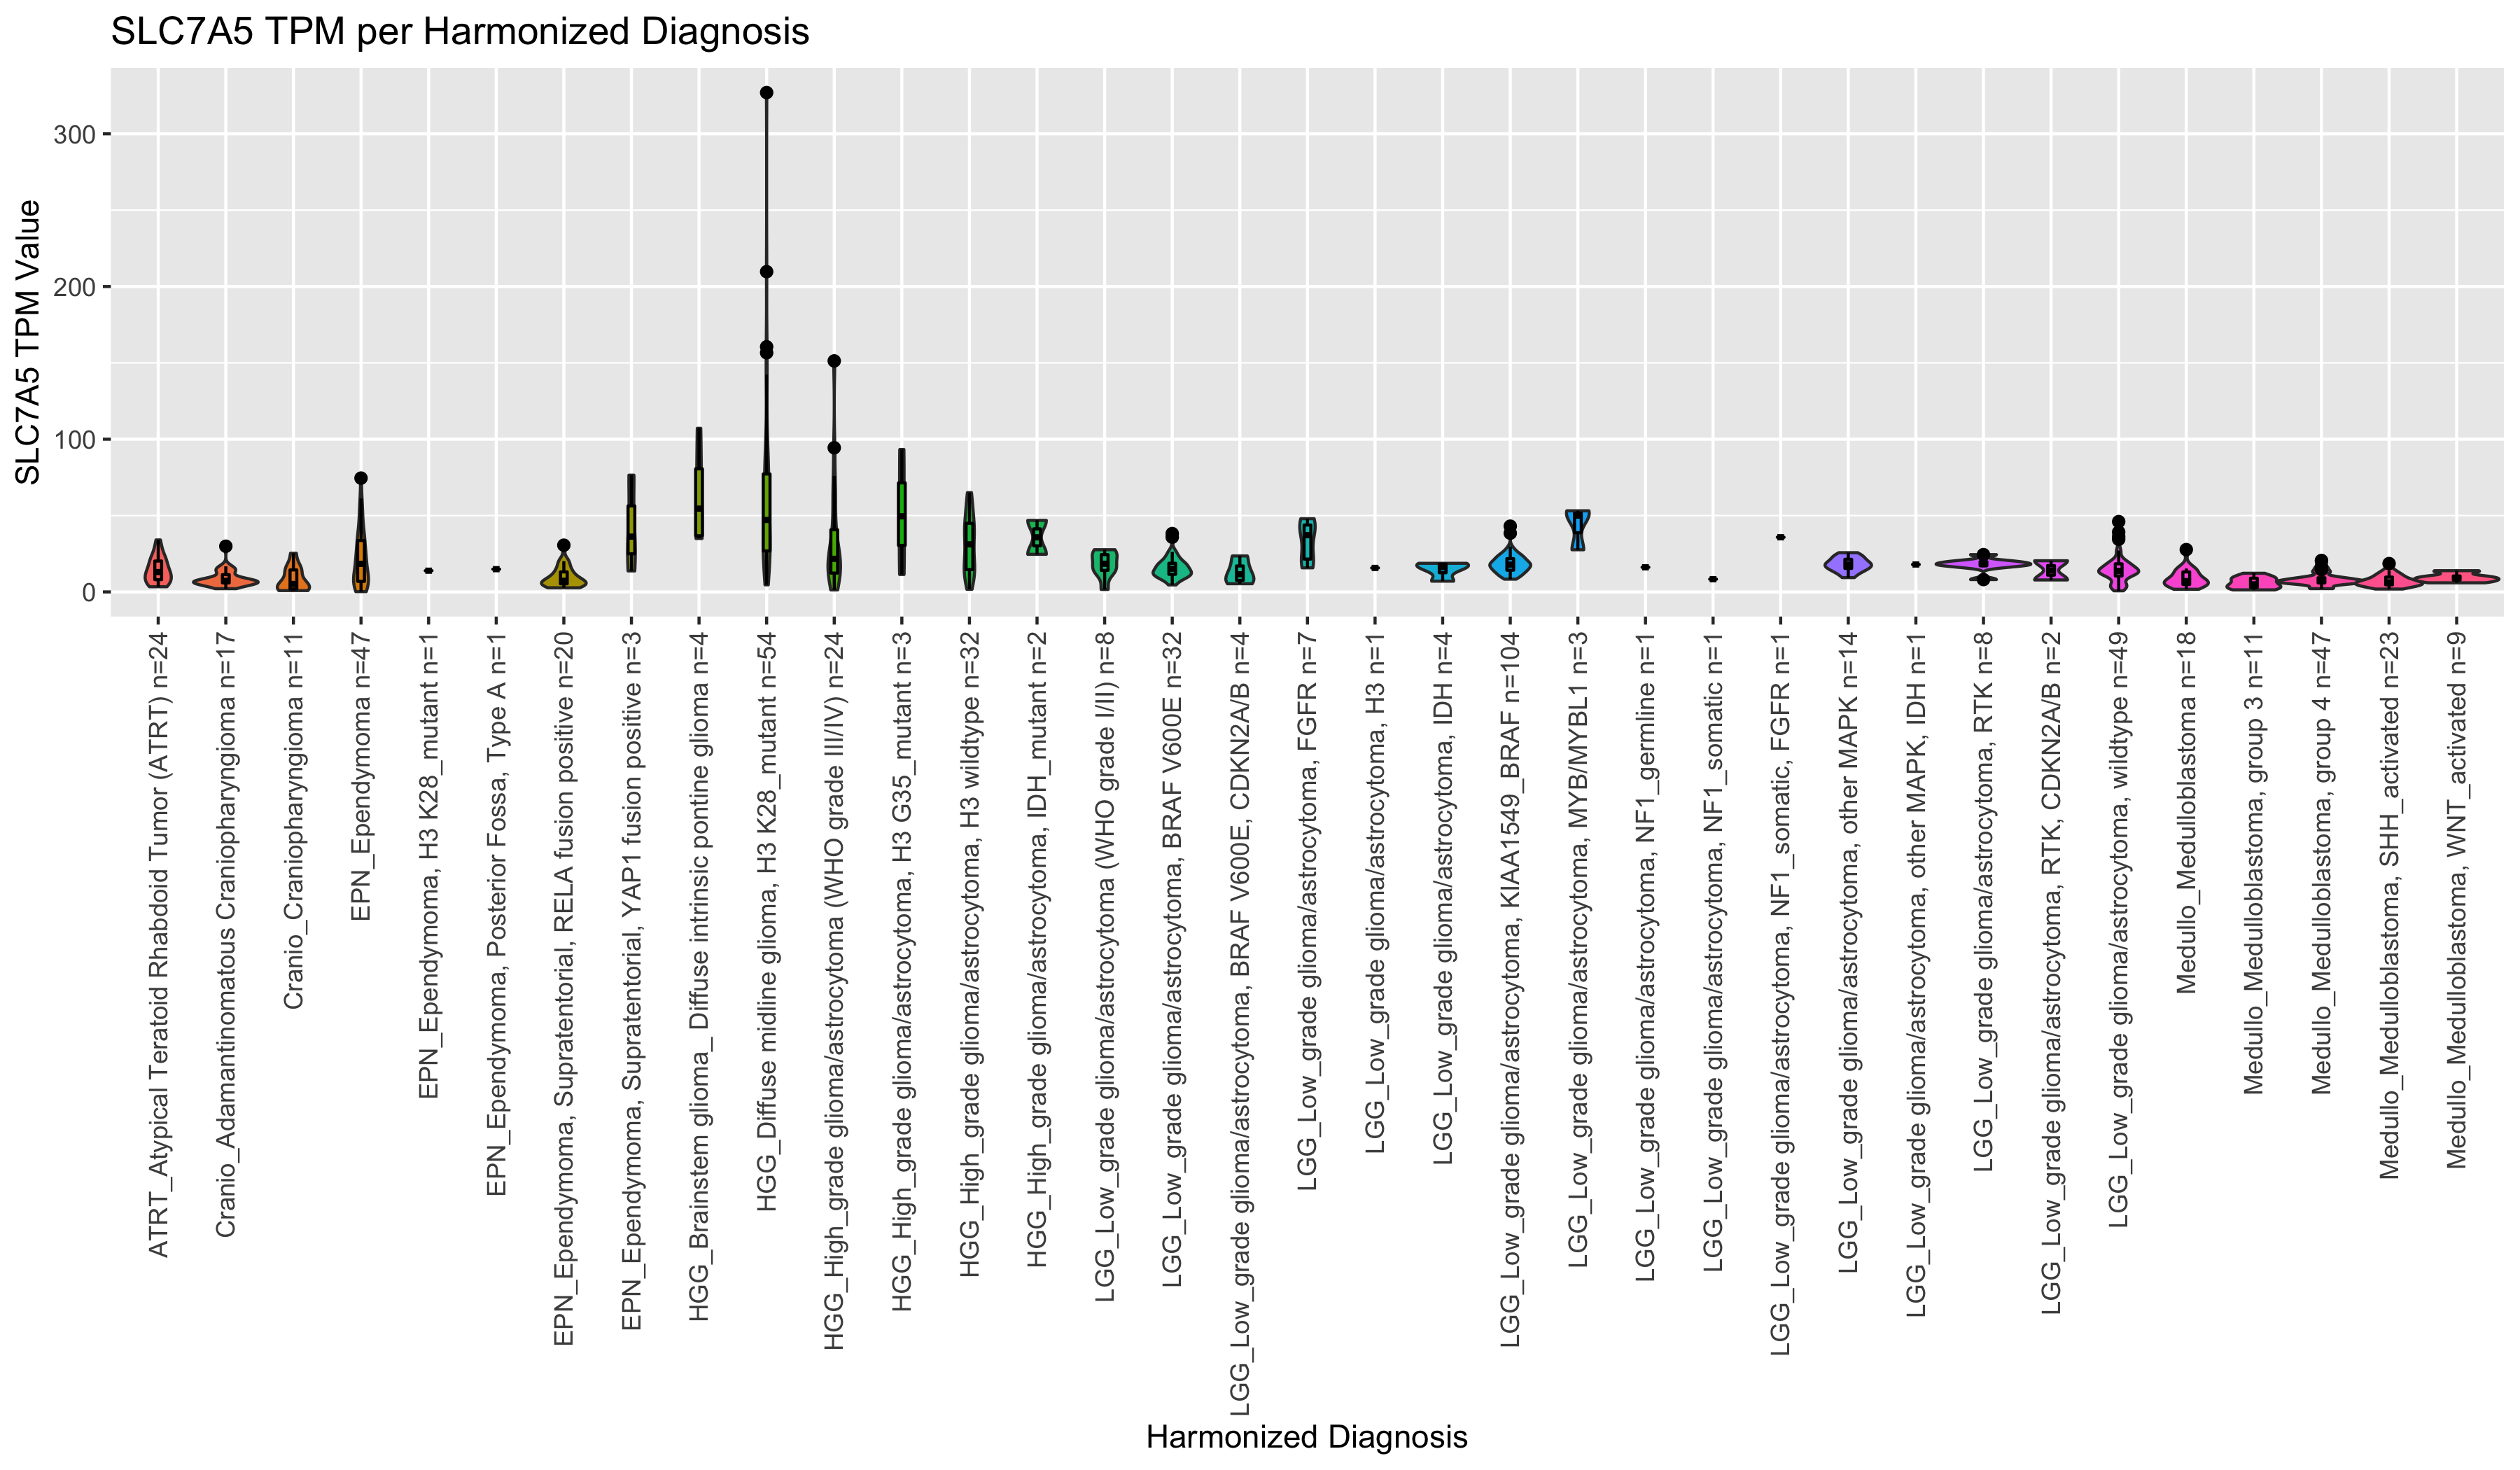 SLC7A5 TPM per Harmonized Diagnosis
SLC7A5 TPM Value
300
200
100
0
ATRT_Atypical Teratoid Rhabdoid Tumor (ATRT) n=24
Cranio_Adamantinomatous Craniopharyngioma n=17
Cranio_Craniopharyngioma n=11
EPN_Ependymoma n=47
EPN_Ependymoma, H3 K28_mutant n=1
EPN_Ependymoma, Posterior Fossa, Type A n=1
EPN_Ependymoma, Supratentorial, RELA fusion positive n=20
EPN_Ependymoma, Supratentorial, YAP1 fusion positive n=3
HGG_Brainstem glioma_ Diffuse intrinsic pontine glioma n=4
HGG_Diffuse midline glioma, H3 K28_mutant n=54
HGG_High_grade glioma/astrocytoma (WHO grade III/IV) n=24
HGG_High_grade glioma/astrocytoma, H3 G35_mutant n=3
HGG_High_grade glioma/astrocytoma, H3 wildtype n=32
HGG_High_grade glioma/astrocytoma, IDH_mutant n=2
LGG_Low_grade glioma/astrocytoma (WHO grade I/II) n=8
LGG_Low_grade glioma/astrocytoma, BRAF V600E n=32
LGG_Low_grade glioma/astrocytoma, BRAF V600E, CDKN2A/B n=4
LGG_Low_grade glioma/astrocytoma, FGFR n=7
LGG_Low_grade glioma/astrocytoma, H3 n=1
LGG_Low_grade glioma/astrocytoma, IDH n=4
LGG_Low_grade glioma/astrocytoma, KIAA1549_BRAF n=104
LGG_Low_grade glioma/astrocytoma, MYB/MYBL1 n=3
LGG_Low_grade glioma/astrocytoma, NF1_germline n=1
LGG_Low_grade glioma/astrocytoma, NF1_somatic n=1
LGG_Low_grade glioma/astrocytoma, NF1_somatic, FGFR n=1
LGG_Low_grade glioma/astrocytoma, other MAPK n=14
LGG_Low_grade glioma/astrocytoma, other MAPK, IDH n=1
LGG_Low_grade glioma/astrocytoma, RTK n=8
LGG_Low_grade glioma/astrocytoma, RTK, CDKN2A/B n=2
LGG_Low_grade glioma/astrocytoma, wildtype n=49
Medullo_Medulloblastoma n=18
Medullo_Medulloblastoma, group 3 n=11
Medullo_Medulloblastoma, group 4 n=47
Medullo_Medulloblastoma, SHH_activated n=23
Medullo_Medulloblastoma, WNT_activated n=9
Harmonized Diagnosis